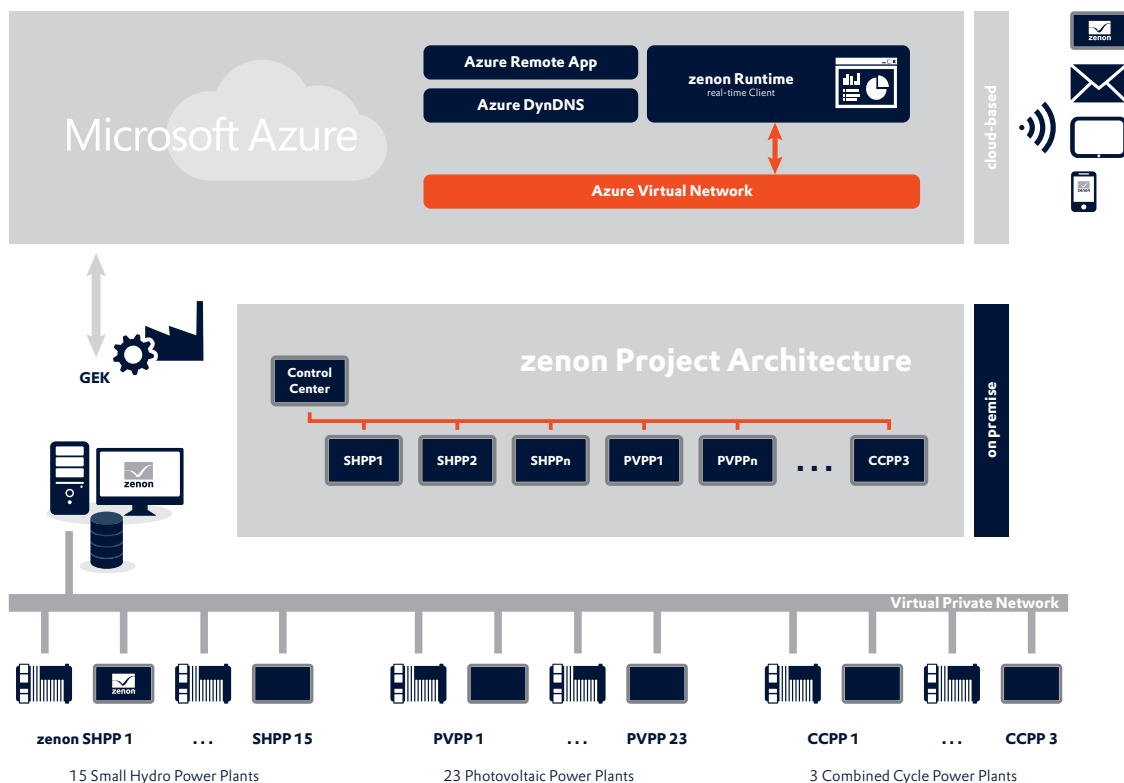 Microsoft Azure
Azure Remote App
Azure DynDNS
zenon Runtime
real-time Client
Azure Virtual Network
cloud-based
zenon
zenon
GEK
zenon Project Architecture
Control
Center
SHPP1
SHPP2
SHPPn
PVPP1
PVPPn
...
CCPP3
on premise
zenon
Virtual Private Network
zenon
zenon SHPP 1
...
SHPP 15
PVPP 1
...
PVPP 23
CCPP 1
...
CCPP 3
15 Small Hydro Power Plants
23 Photovoltaic Power Plants
3 Combined Cycle Power Plants